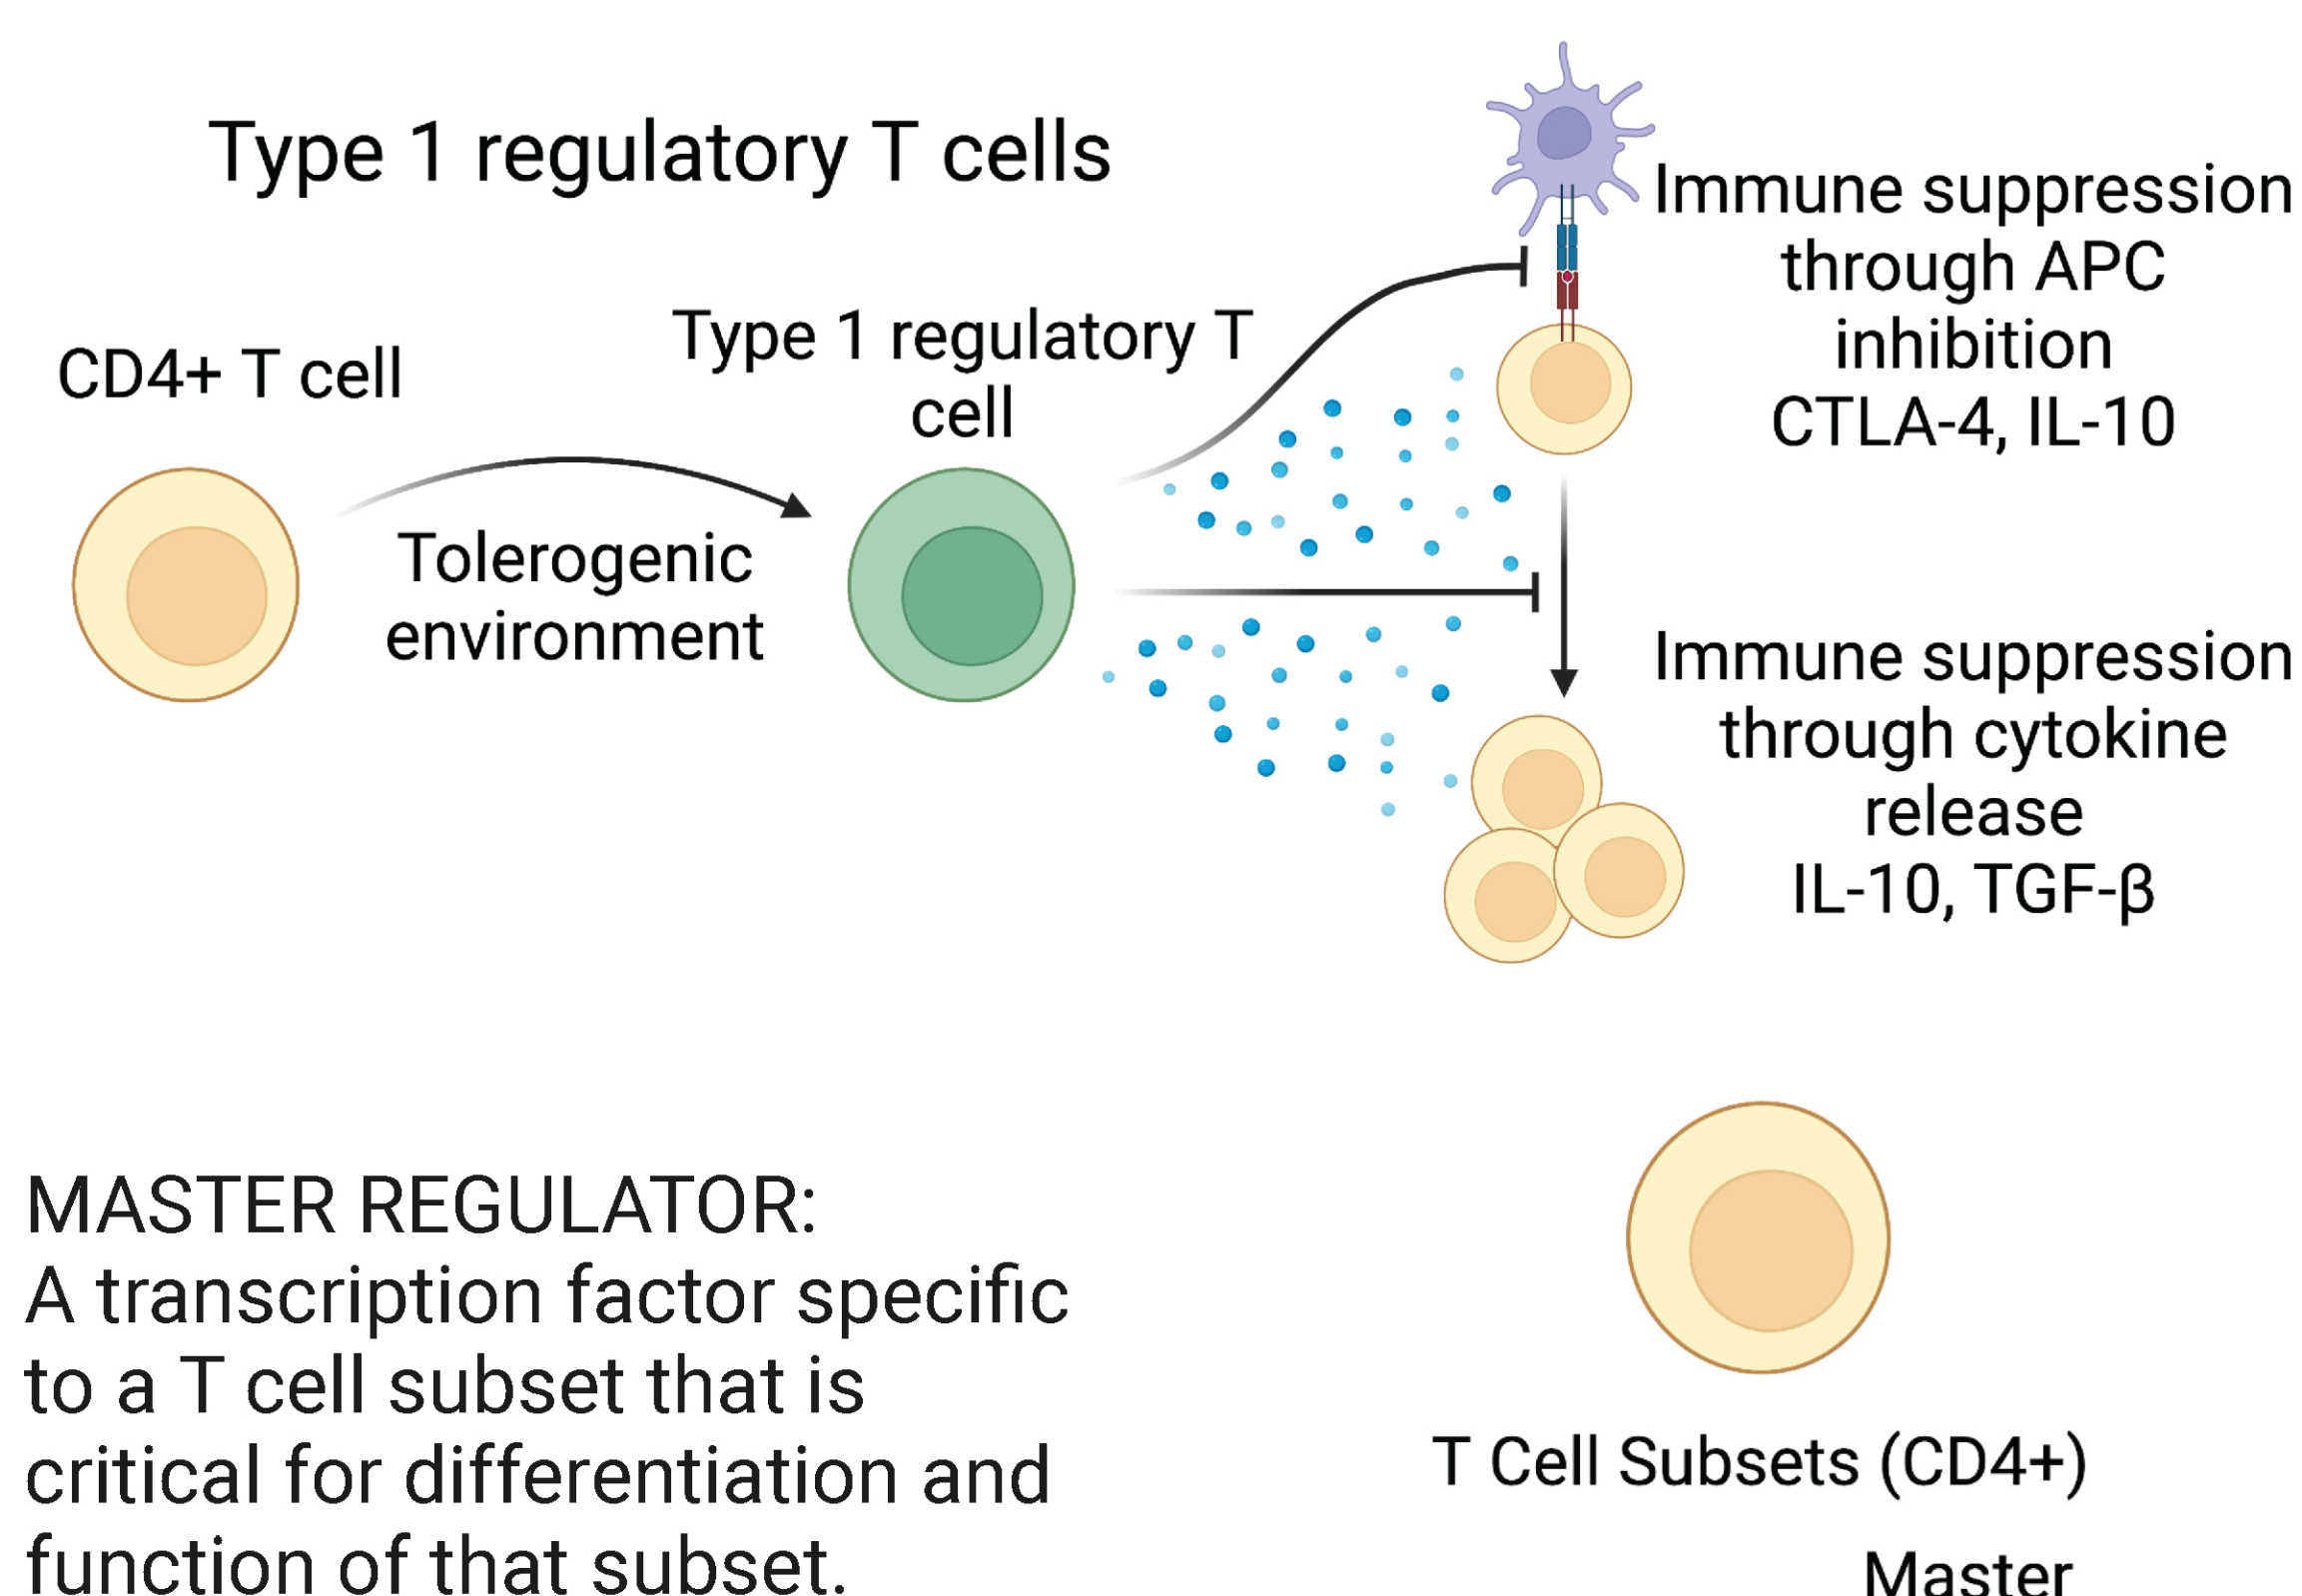 Type 1 regulatory T cells
CD4+ T cell
Tolerogenic
environment
Type 1 regulatory T
cell
Immune suppression
through APC
inhibition
CTLA-4, IL-10
Immune suppression
through cytokine
release
IL-10, TGF-β
MASTER REGULATOR:
A transcription factor specific
to a T cell subset that is
critical for differentiation and
function of that subset.
T Cell Subsets (CD4+)
Master